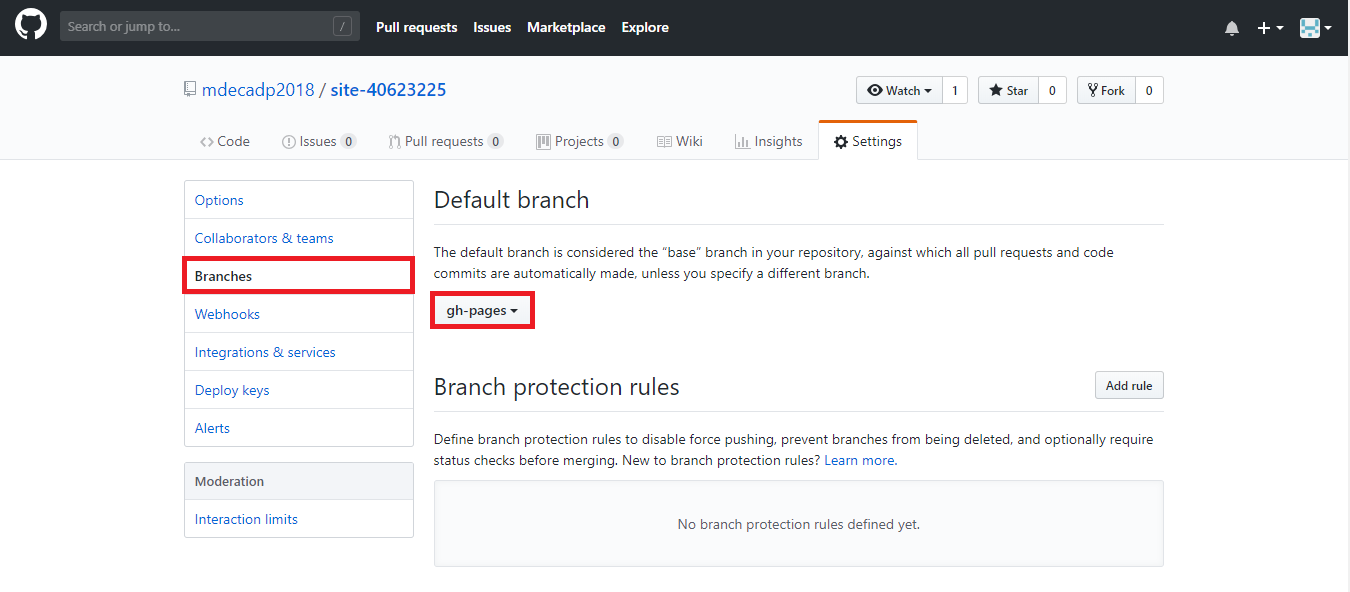 Search or jump to... /
Pull requests Issues Marketplace Explore
mdecadp2018 / site-40623225
Watch 1 Star 0 Fork 0
Code Issues 0 Pull requests 0 Projects 0 Wiki Insights Settings
Options
Collaborators & teams
Branches
Webhooks
Integrations & services
Deploy keys
Alerts
Moderation
Interaction limits
Default branch
The default branch is considered the “base” branch in your repository, against which all pull requests and code
commits are automatically made, unless you specify a different branch.
gh-pages
Branch protection rules
Add rule
Define branch protection rules to disable force pushing, prevent branches from being deleted, and optionally require
status checks before merging. New to branch protection rules? Learn more.
No branch protection rules defined yet.